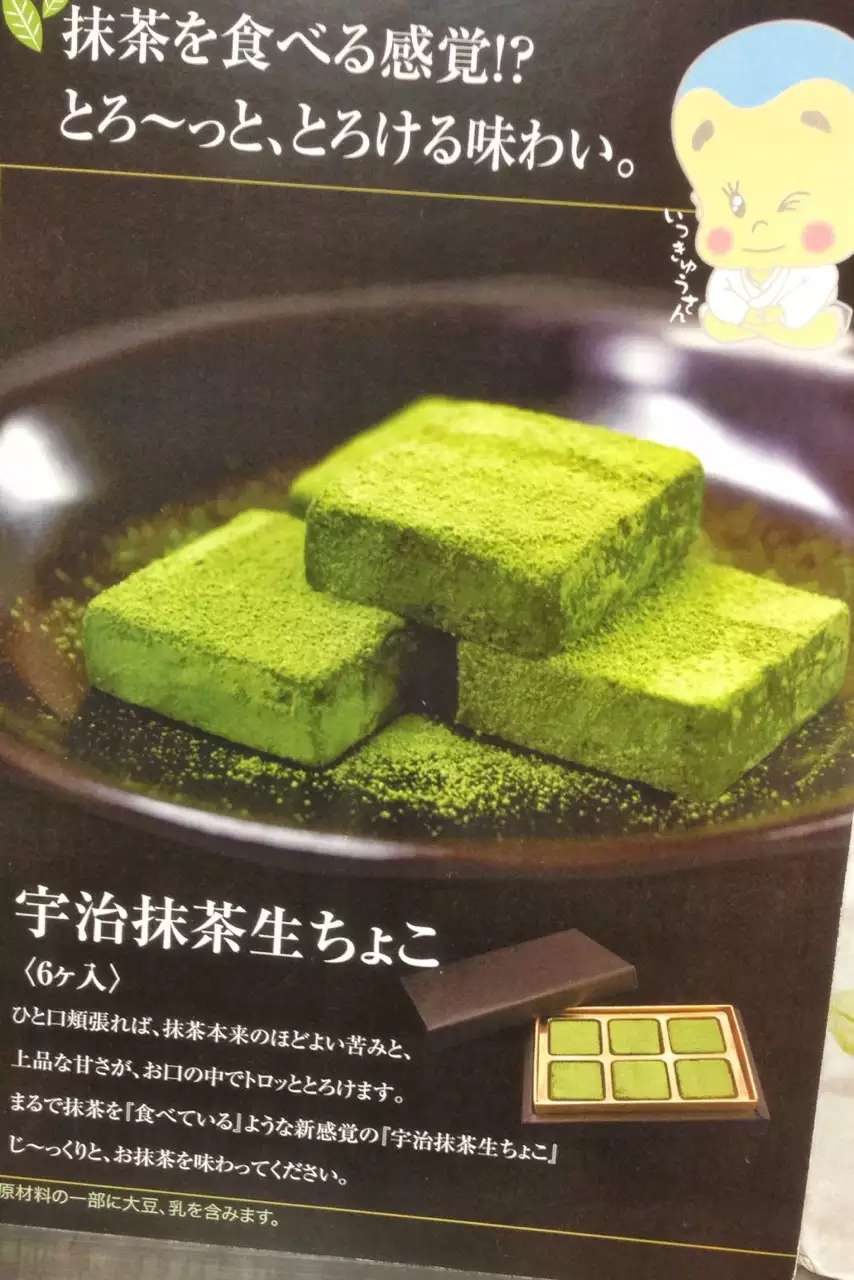 抹茶を食べる感覚!?
とろ〜っと、とろける味わい。
いっきゅうさん
宇治抹茶生ちょこ
〈6ヶ入〉
ひと口頬張れば、抹茶本来のほどよい苦みと、
上品な甘さが、お口の中でトロッととろけます。
まるで抹茶を『食べている』ような新感覚の『宇治抹茶生ちょこ』
じ〜っくりと、お抹茶を味わってください。
原材料の一部に大豆、乳を含みます。